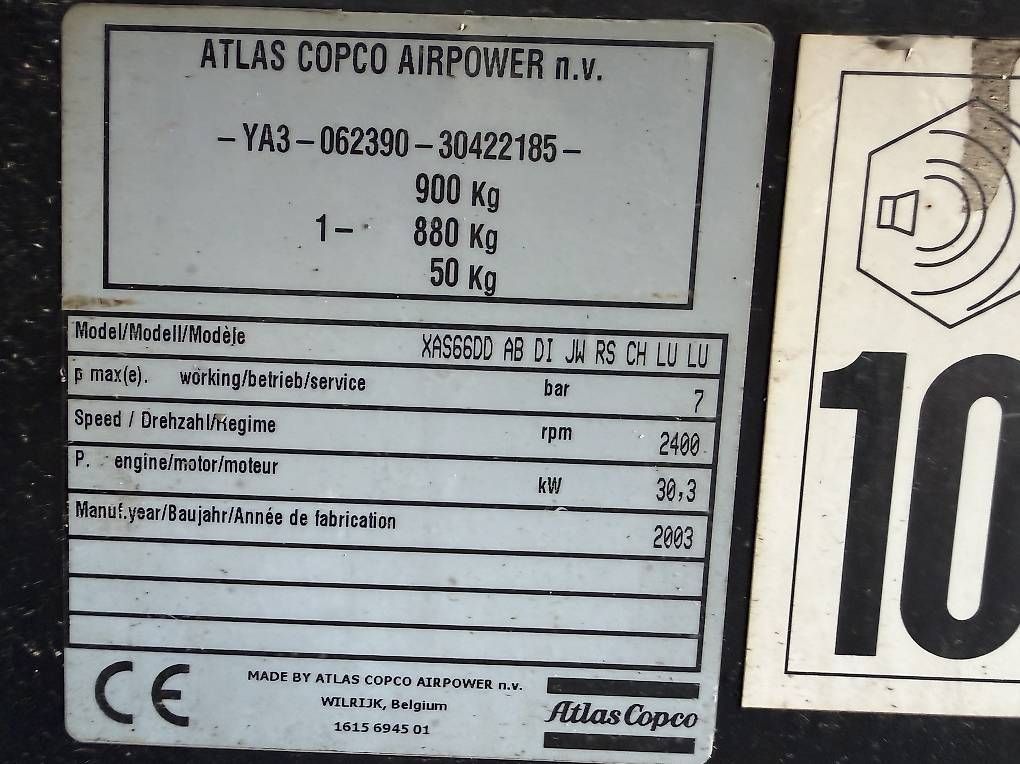 ATLAS COPCO AIRPOWER n.v.
-YA3-062390-30422185-
900 Kg
1- 880 Kg
50 Kg
Model/Modell/Modèle XAS66DD AB DI JW RS CH LU LU
p max(e). working/betrieb/service bar 7
Speed / Drehzahl/Regime rpm 2400
P. engine/motor/moteur kW 30,3
Manuf.year/Baujahr/Année de fabrication 2003
CE
MADE BY ATLAS COPCO AIRPOWER n.v.
WILRIJK, Belgium
1615 6945 01
Atlas Copco
10